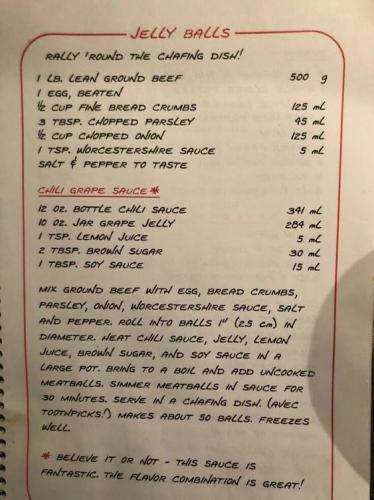 JELLY BALLS
RALLY 'ROUND THE CHAFING DISH!
1 LB. LEAN GROUND BEEF 500 g
1 EGG, BEATEN
½ CUP FINE BREAD CRUMBS 125 mL
3 TBSP. CHOPPED PARSLEY 45 mL
½ CUP CHOPPED ONION 125 mL
1 TSP. WORCESTERSHIRE SAUCE 5 mL
SALT & PEPPER TO TASTE
CHILI GRAPE SAUCE*
12 OZ. BOTTLE CHILI SAUCE 341 mL
10 OZ. JAR GRAPE JELLY 284 mL
1 TSP. LEMON JUICE 5 mL
2 TBSP. BROWN SUGAR 30 mL
1 TBSP. SOY SAUCE 15 mL
MIX GROUND BEEF WITH EGG, BREAD CRUMBS,
PARSLEY, ONION, WORCESTERSHIRE SAUCE, SALT
AND PEPPER. ROLL INTO BALLS 1" (2.5 cm) IN
DIAMETER. HEAT CHILI SAUCE, JELLY, LEMON
JUICE, BROWN SUGAR, AND SOY SAUCE IN A
LARGE POT. BRING TO A BOIL AND ADD UNCOOKED
MEATBALLS. SIMMER MEATBALLS IN SAUCE FOR
30 MINUTES. SERVE IN A CHAFING DISH. (AVEC
TOOTHPICKS!) MAKES ABOUT 50 BALLS. FREEZES
WELL.
* BELIEVE IT OR NOT - THIS SAUCE IS
FANTASTIC. THE FLAVOR COMBINATION IS GREAT!